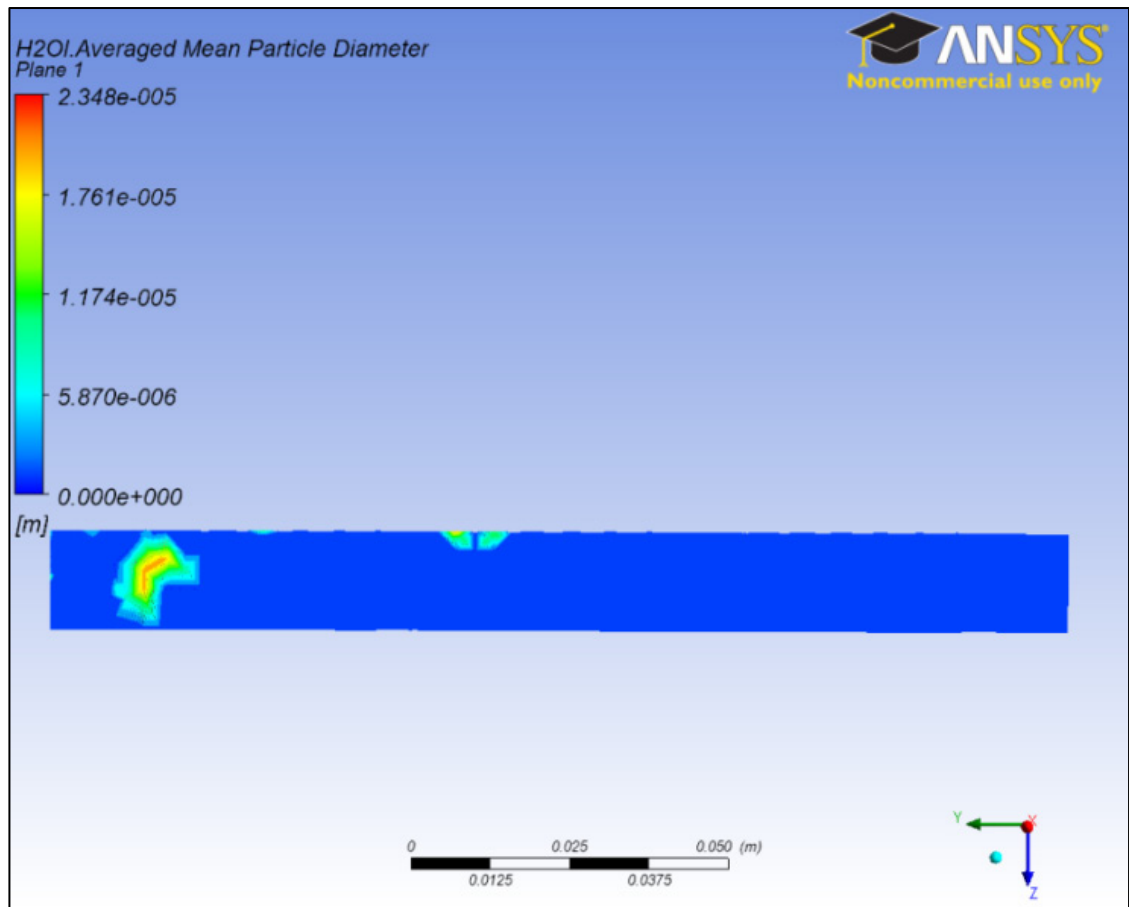 H2Ol.Averaged Mean Particle Diameter
Plane 1
ANSYS®
Noncommercial use only
2.348e-005
1.761e-005
1.174e-005
5.870e-006
0.000e+000
[m]
0 0.025 0.050 (m)
0.0125 0.0375
Y X
Z